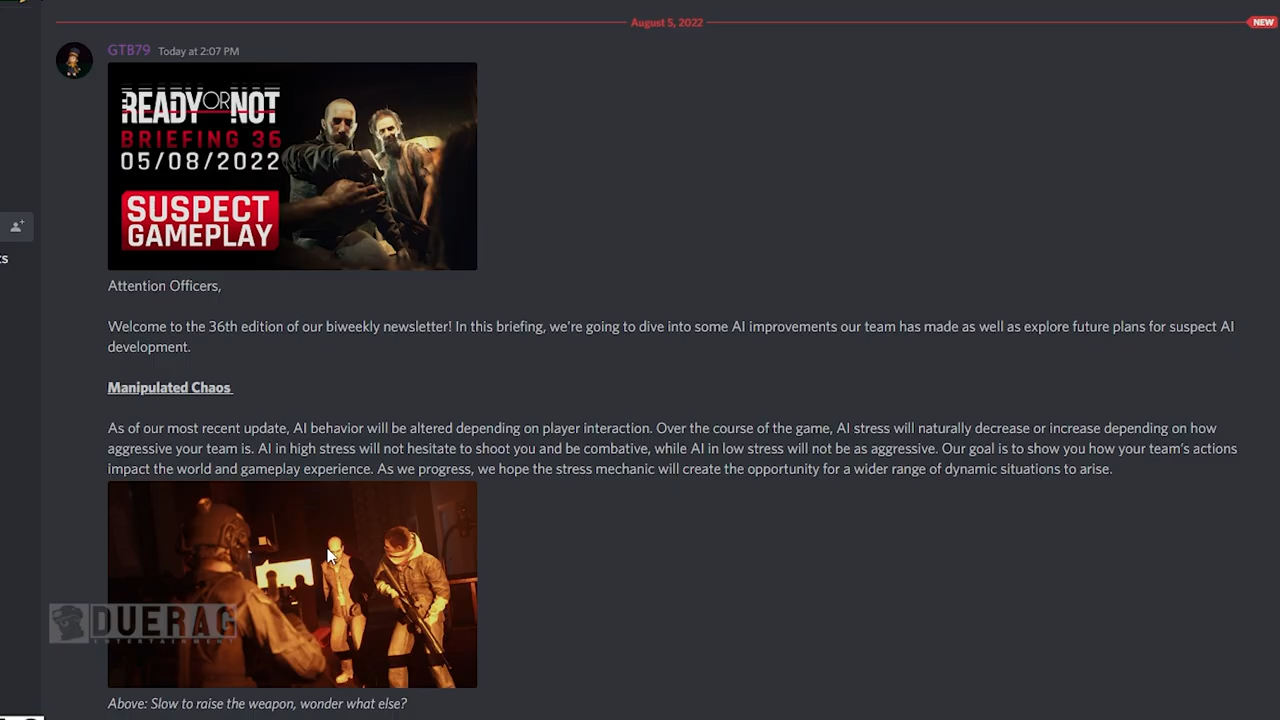 August 5, 2022
NEW
GTB79 Today at 2:07 PM
READY OR NOT
BRIEFING 36
05/08/2022
SUSPECT
GAMEPLAY
Attention Officers,
Welcome to the 36th edition of our biweekly newsletter! In this briefing, we're going to dive into some AI improvements our team has made as well as explore future plans for suspect AI
development.
Manipulated Chaos
As of our most recent update, AI behavior will be altered depending on player interaction. Over the course of the game, AI stress will naturally decrease or increase depending on how
aggressive your team is. AI in high stress will not hesitate to shoot you and be combative, while AI in low stress will not be as aggressive. Our goal is to show you how your team's actions
impact the world and gameplay experience. As we progress, we hope the stress mechanic will create the opportunity for a wider range of dynamic situations to arise.
DUERAG
ENTERTAINMENT
Above: Slow to raise the weapon, wonder what else?